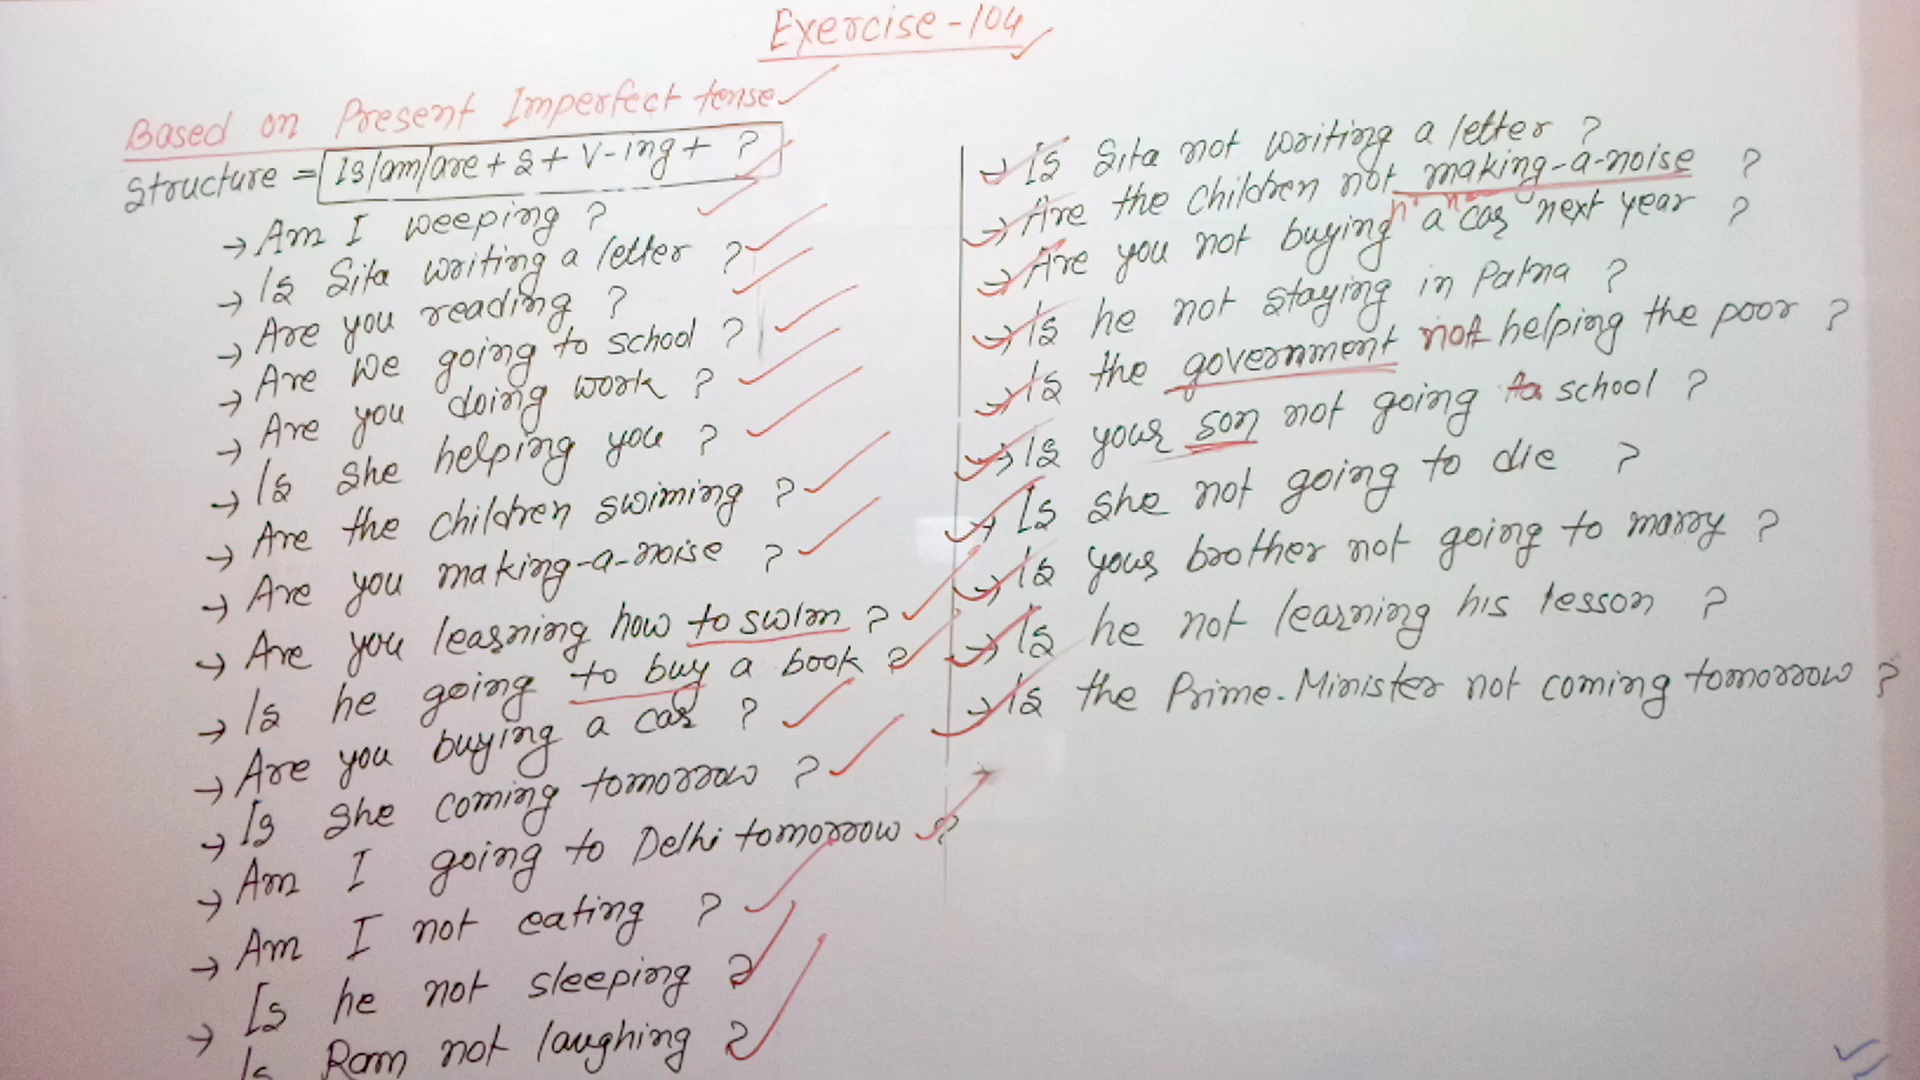 Exercise-104
Based on Present Imperfect tense
Structure = Is/am/are + S + V-ing + ?
→ Am I weeping ?
→ Is Sita writing a letter ?
→ Are you reading ?
→ Are we going to school ?
→ Are you doing work ?
→ Is she helping you ?
→ Are the children swiming ?
→ Are you making-a-noise ?
→ Are you learning how to swim ?
→ Is he going to buy a book ?
→ Are you buying a car ?
→ Is she coming tomorrow ?
→ Am I going to Delhi tomorrow ?
→ Am I not eating ?
→ Is he not sleeping ?
Is Ram not laughing ?
→ Is Sita not writing a letter ?
→ Are the children not making-a-noise ?
→ Are you not buying a car next year ?
→ Is he not staying in Patna ?
→ Is the government not helping the poor ?
→ Is your son not going to school ?
→ Is she not going to die ?
→ Is your brother not going to marry ?
→ Is he not learning his lesson ?
→ Is the Prime-Minister not coming tomorrow ?